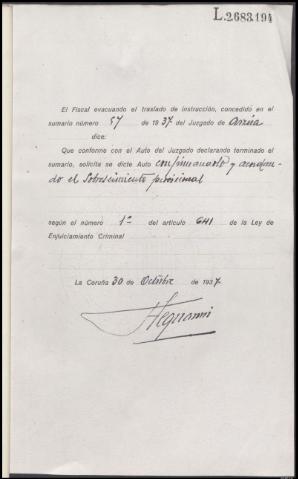 L.2683194
El Fiscal evacuando el traslado de instrucción, concedido en el
sumario número 57 de 1937 del Juzgado de Arzúa
dice:
Que conforme con el Auto del Juzgado declarando terminado el
sumario, solicita se dicte Auto confirmándolo y acordan-
do el Sobreseimiento provisional
según el número 1º del artículo 641 de la Ley de
Enjuiciamiento Criminal
La Coruña 30 de Octubre de 1937